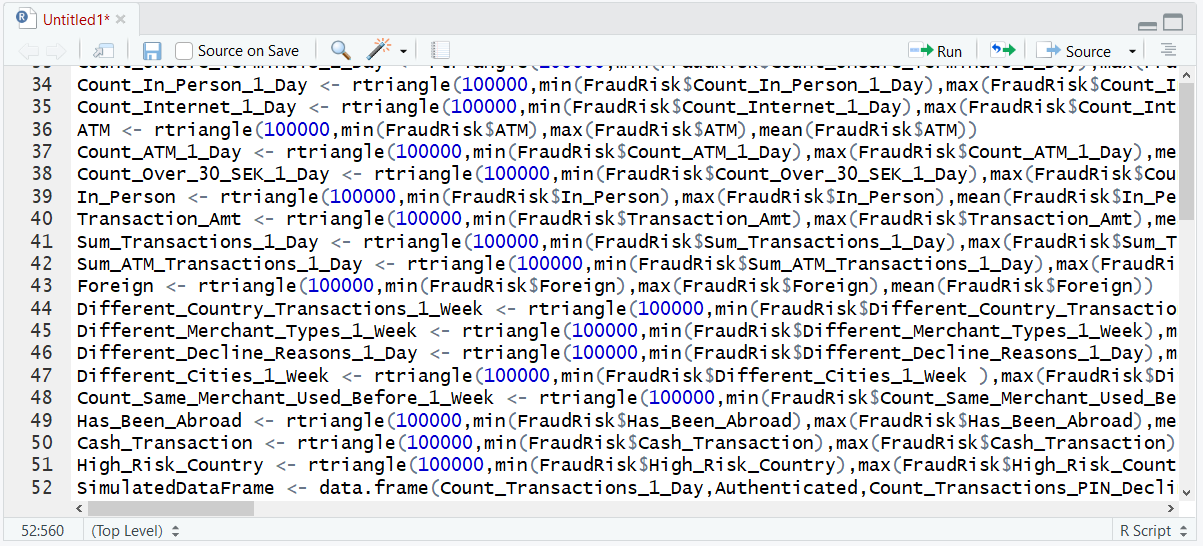 Untitled1*
Source on Save
Run
Source
34 Count_In_Person_1_Day <- rtriangle(100000,min(FraudRisk$Count_In_Person_1_Day),max(FraudRisk$Count_I
35 Count_Internet_1_Day <- rtriangle(100000,min(FraudRisk$Count_Internet_1_Day),max(FraudRisk$Count_Int
36 ATM <- rtriangle(100000,min(FraudRisk$ATM),max(FraudRisk$ATM),mean(FraudRisk$ATM))
37 Count_ATM_1_Day <- rtriangle(100000,min(FraudRisk$Count_ATM_1_Day),max(FraudRisk$Count_ATM_1_Day),me
38 Count_Over_30_SEK_1_Day <- rtriangle(100000,min(FraudRisk$Count_Over_30_SEK_1_Day),max(FraudRisk$Cou
39 In_Person <- rtriangle(100000,min(FraudRisk$In_Person),max(FraudRisk$In_Person),mean(FraudRisk$In_Pe
40 Transaction_Amt <- rtriangle(100000,min(FraudRisk$Transaction_Amt),max(FraudRisk$Transaction_Amt),me
41 Sum_Transactions_1_Day <- rtriangle(100000,min(FraudRisk$Sum_Transactions_1_Day),max(FraudRisk$Sum_T
42 Sum_ATM_Transactions_1_Day <- rtriangle(100000,min(FraudRisk$Sum_ATM_Transactions_1_Day),max(FraudRi
43 Foreign <- rtriangle(100000,min(FraudRisk$Foreign),max(FraudRisk$Foreign),mean(FraudRisk$Foreign))
44 Different_Country_Transactions_1_Week <- rtriangle(100000,min(FraudRisk$Different_Country_Transactio
45 Different_Merchant_Types_1_Week <- rtriangle(100000,min(FraudRisk$Different_Merchant_Types_1_Week),m
46 Different_Decline_Reasons_1_Day <- rtriangle(100000,min(FraudRisk$Different_Decline_Reasons_1_Day),m
47 Different_Cities_1_Week <- rtriangle(100000,min(FraudRisk$Different_Cities_1_Week ),max(FraudRisk$Di
48 Count_Same_Merchant_Used_Before_1_Week <- rtriangle(100000,min(FraudRisk$Count_Same_Merchant_Used_Be
49 Has_Been_Abroad <- rtriangle(100000,min(FraudRisk$Has_Been_Abroad),max(FraudRisk$Has_Been_Abroad),me
50 Cash_Transaction <- rtriangle(100000,min(FraudRisk$Cash_Transaction),max(FraudRisk$Cash_Transaction)
51 High_Risk_Country <- rtriangle(100000,min(FraudRisk$High_Risk_Country),max(FraudRisk$High_Risk_Count
52 SimulatedDataFrame <- data.frame(Count_Transactions_1_Day,Authenticated,Count_Transactions_PIN_Decli
52:560 (Top Level) R Script